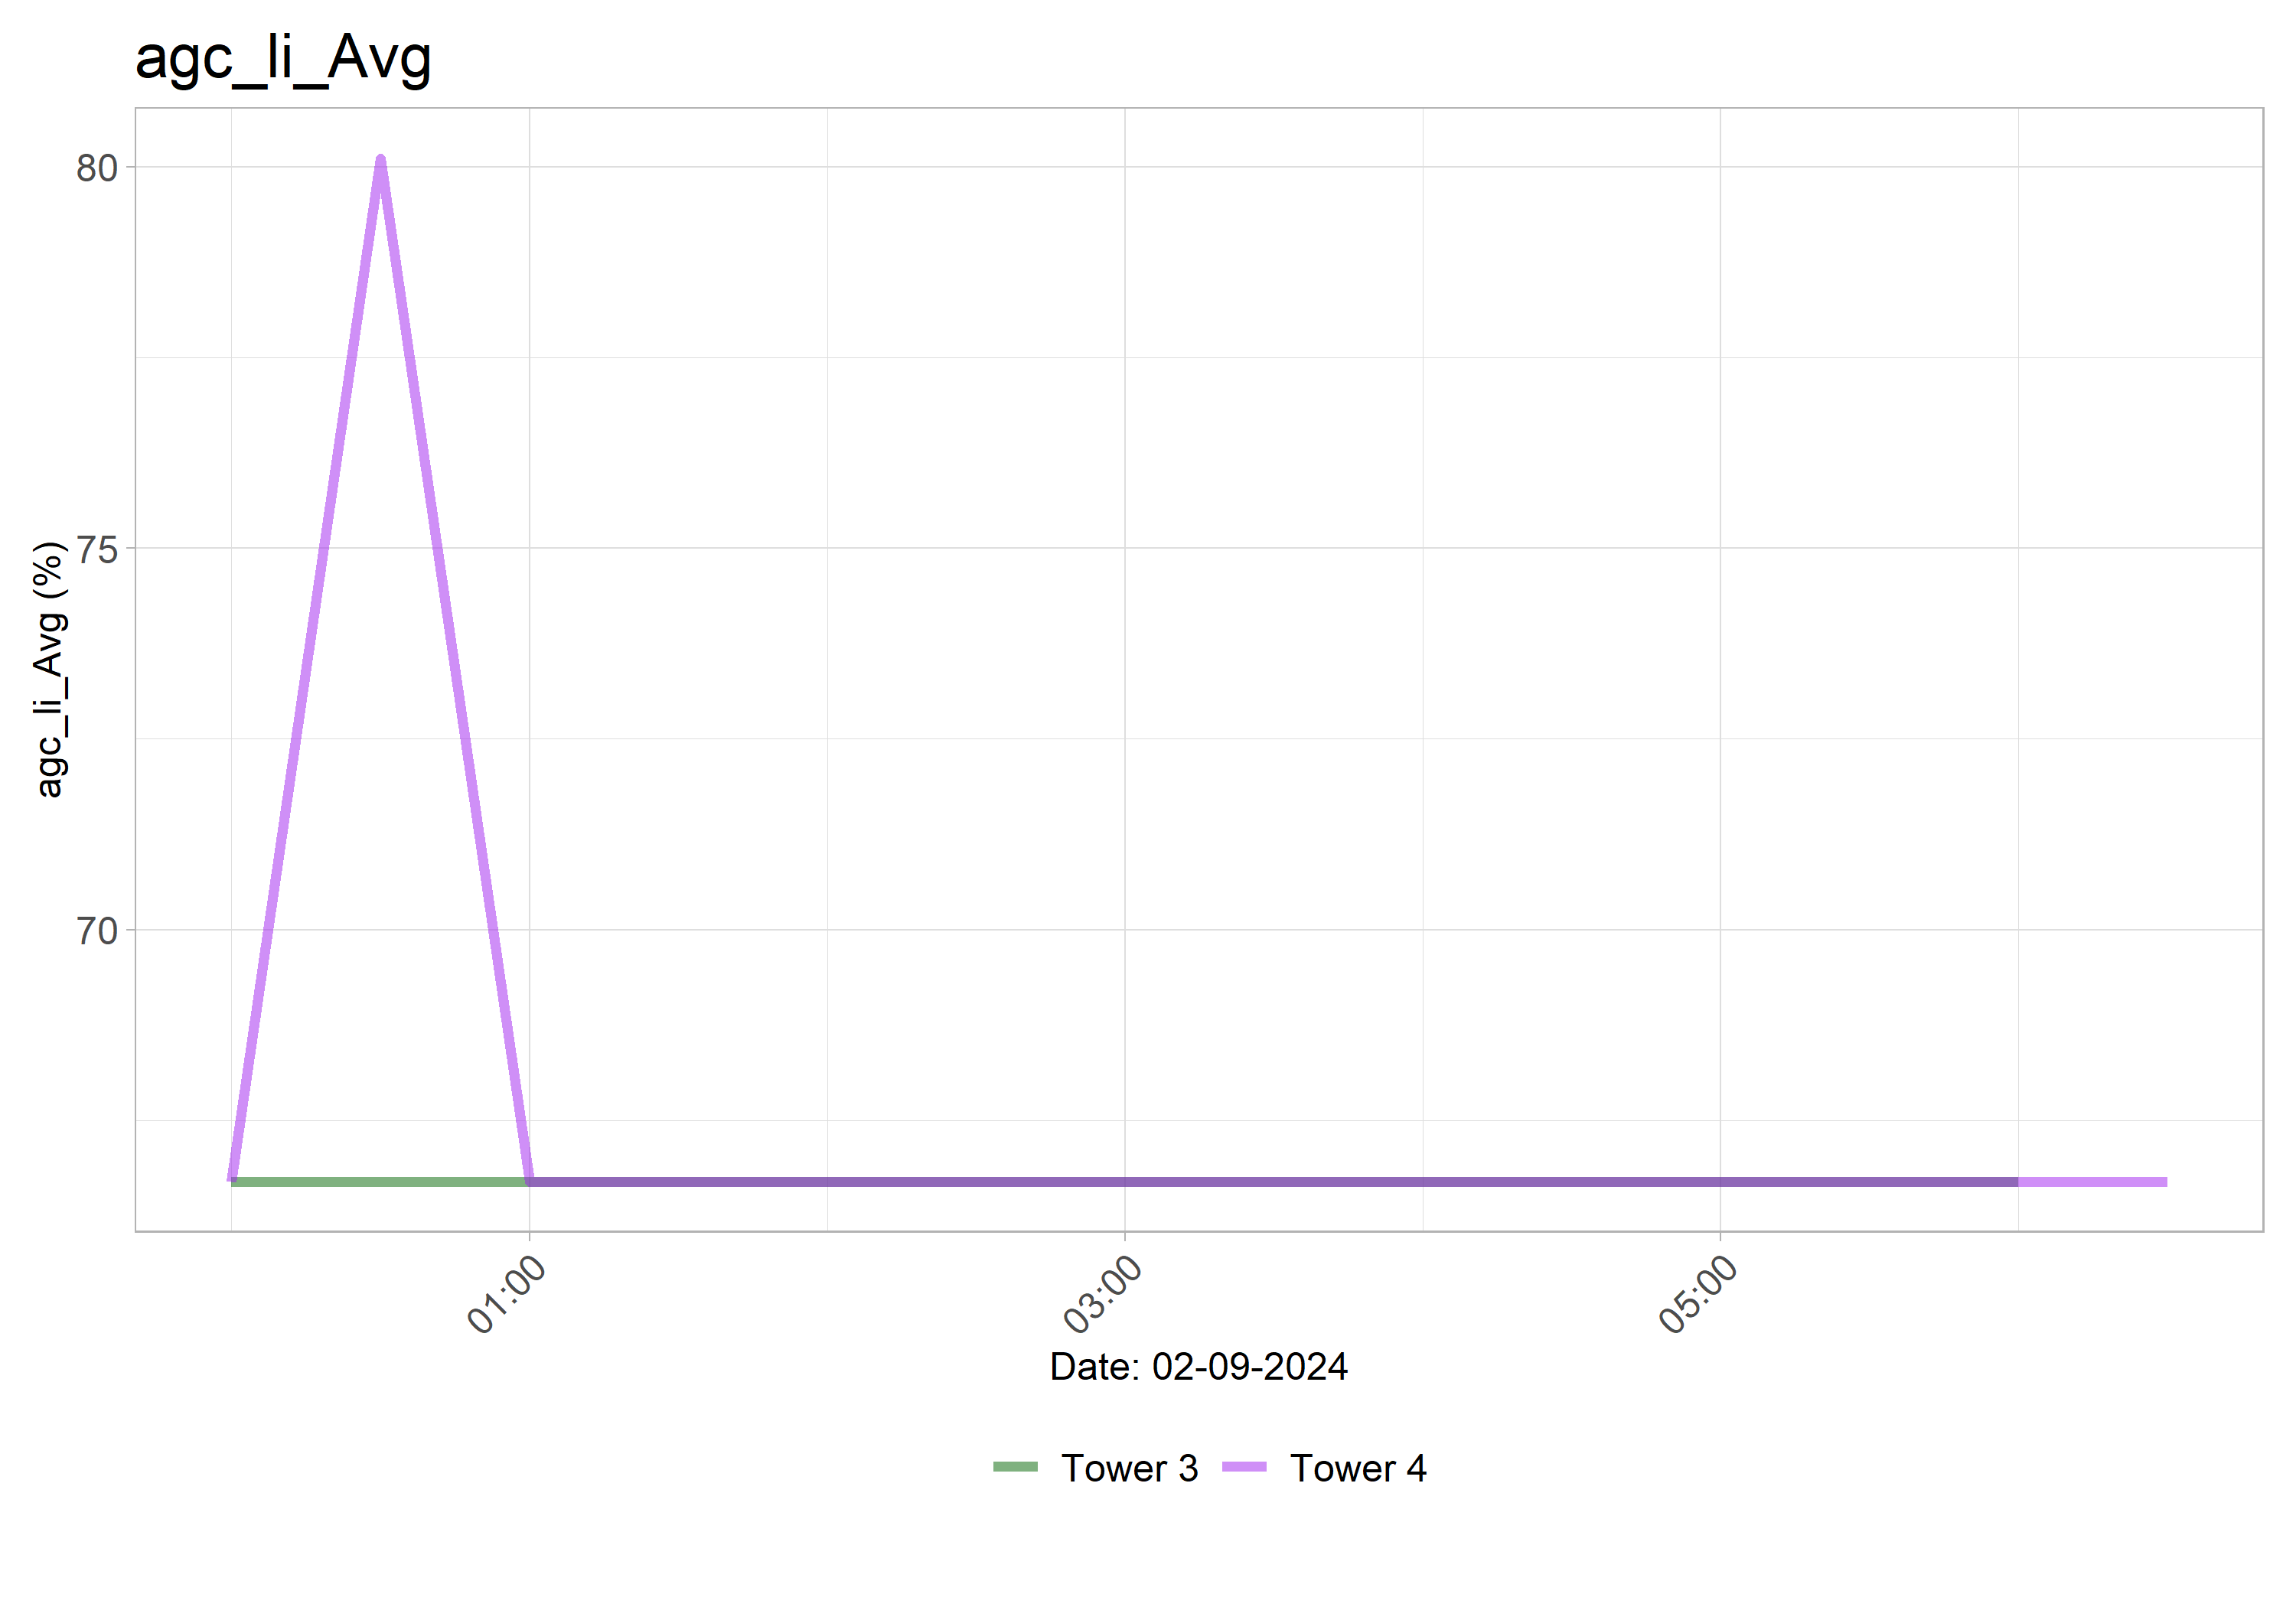 agc_li_Avg
agc_li_Avg (%)
80
75
70
01:00
03:00
05:00
Date: 02-09-2024
Tower 3
Tower 4